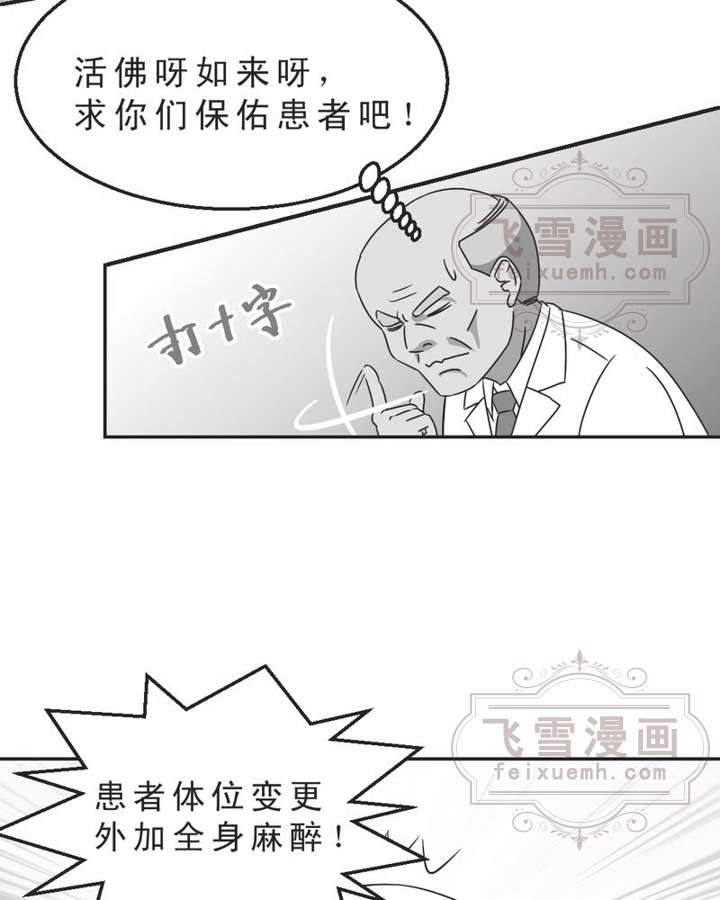 活佛呀如来呀，
求你们保佑患者吧！
飞雪漫画
feixuemh.com
打十字
飞雪漫画
feixuemh.com
患者体位变更
外加全身麻醉！